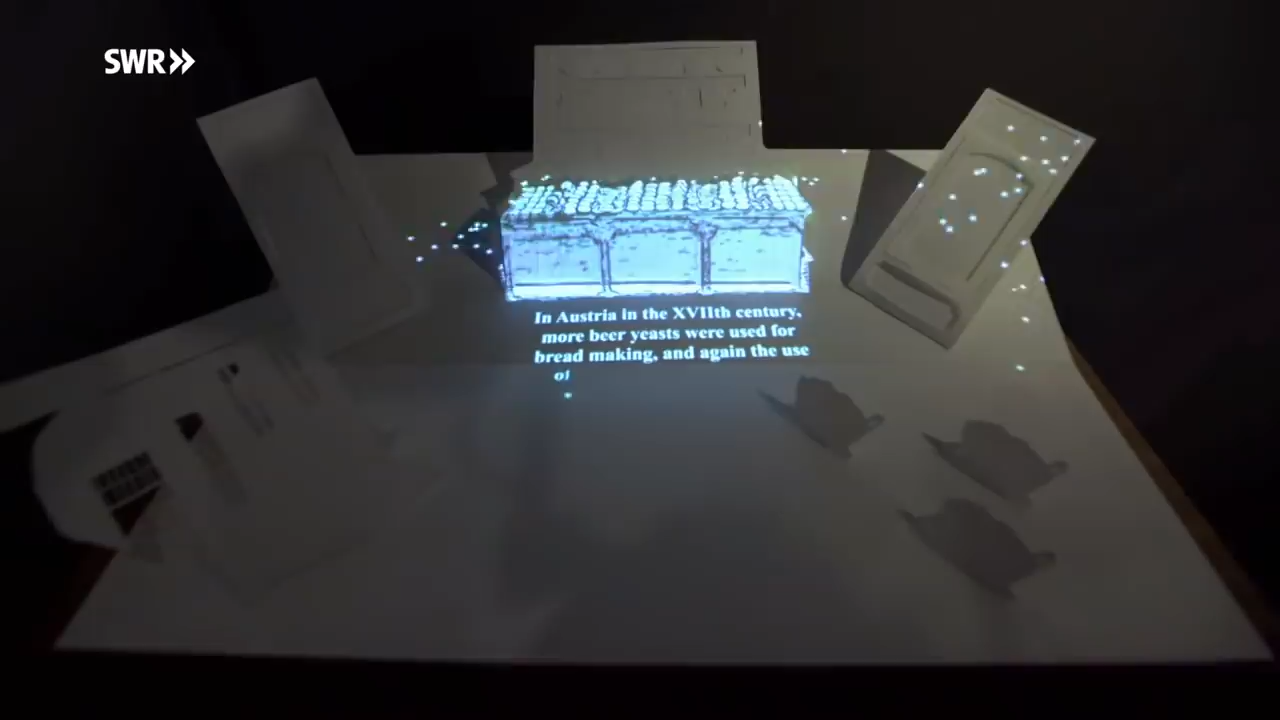 SWR
In Austria in the XVIIth century,
more beer yeasts were used for
bread making, and again the use
of